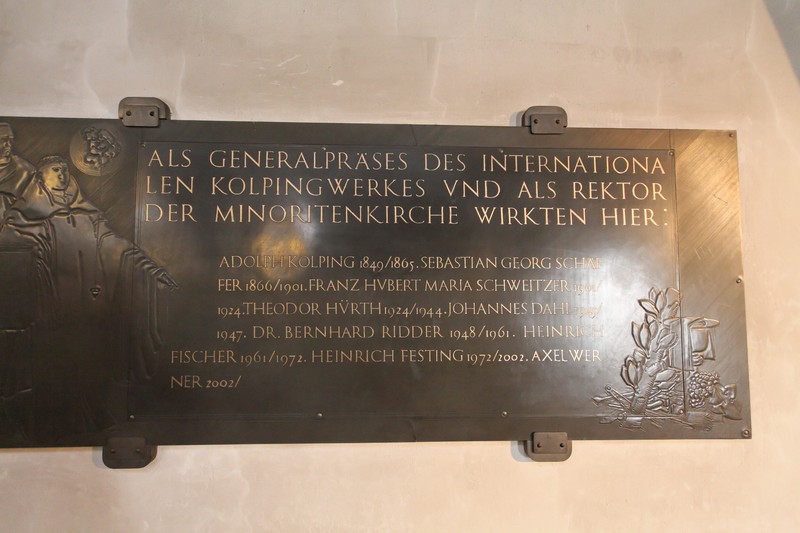 ALS GENERALPRÄSES DES INTERNATIONA
LEN KOLPINGWERKES VND ALS REKTOR
DER MINORITENKIRCHE WIRKTEN HIER:
ADOLPH KOLPING 1849/1865. SEBASTIAN GEORG SCHÄF
FER 1866/1901. FRANZ HVBERT MARIA SCHWEITZER
1924. THEODOR HÜRTH 1924/1944. JOHANNES DAHL
1947. DR. BERNHARD RIDDER 1948/1961. HEINRICH
FISCHER 1961/1972. HEINRICH FESTING 1972/2002. AXEL WER
NER 2002/